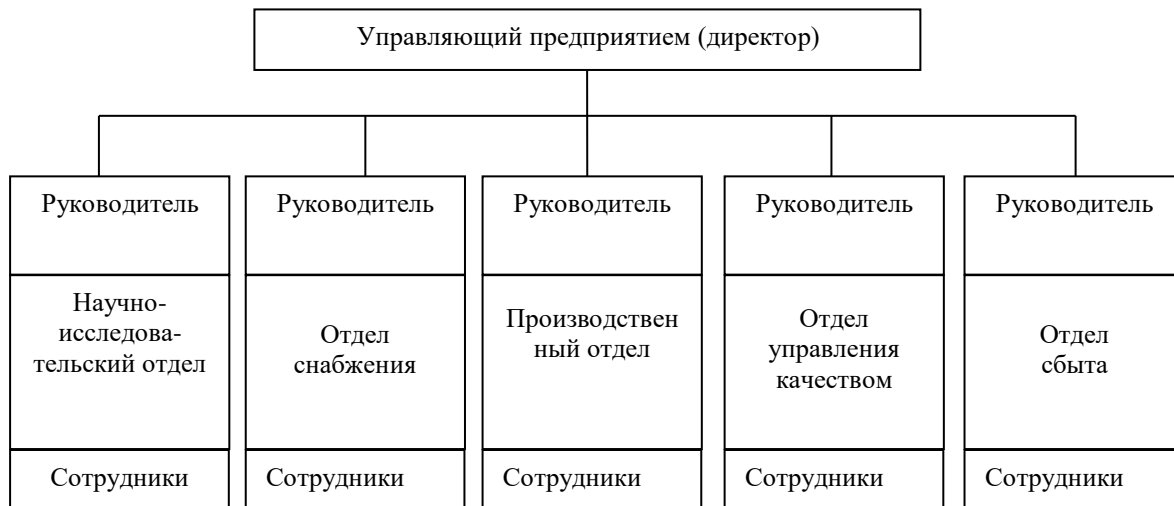 Управляющий предприятием (директор)
Руководитель
Руководитель
Руководитель
Руководитель
Руководитель
Научно-
исследова-
тельский отдел
Отдел
снабжения
Производствен
ный отдел
Отдел
управления
качеством
Отдел
сбыта
Сотрудники
Сотрудники
Сотрудники
Сотрудники
Сотрудники